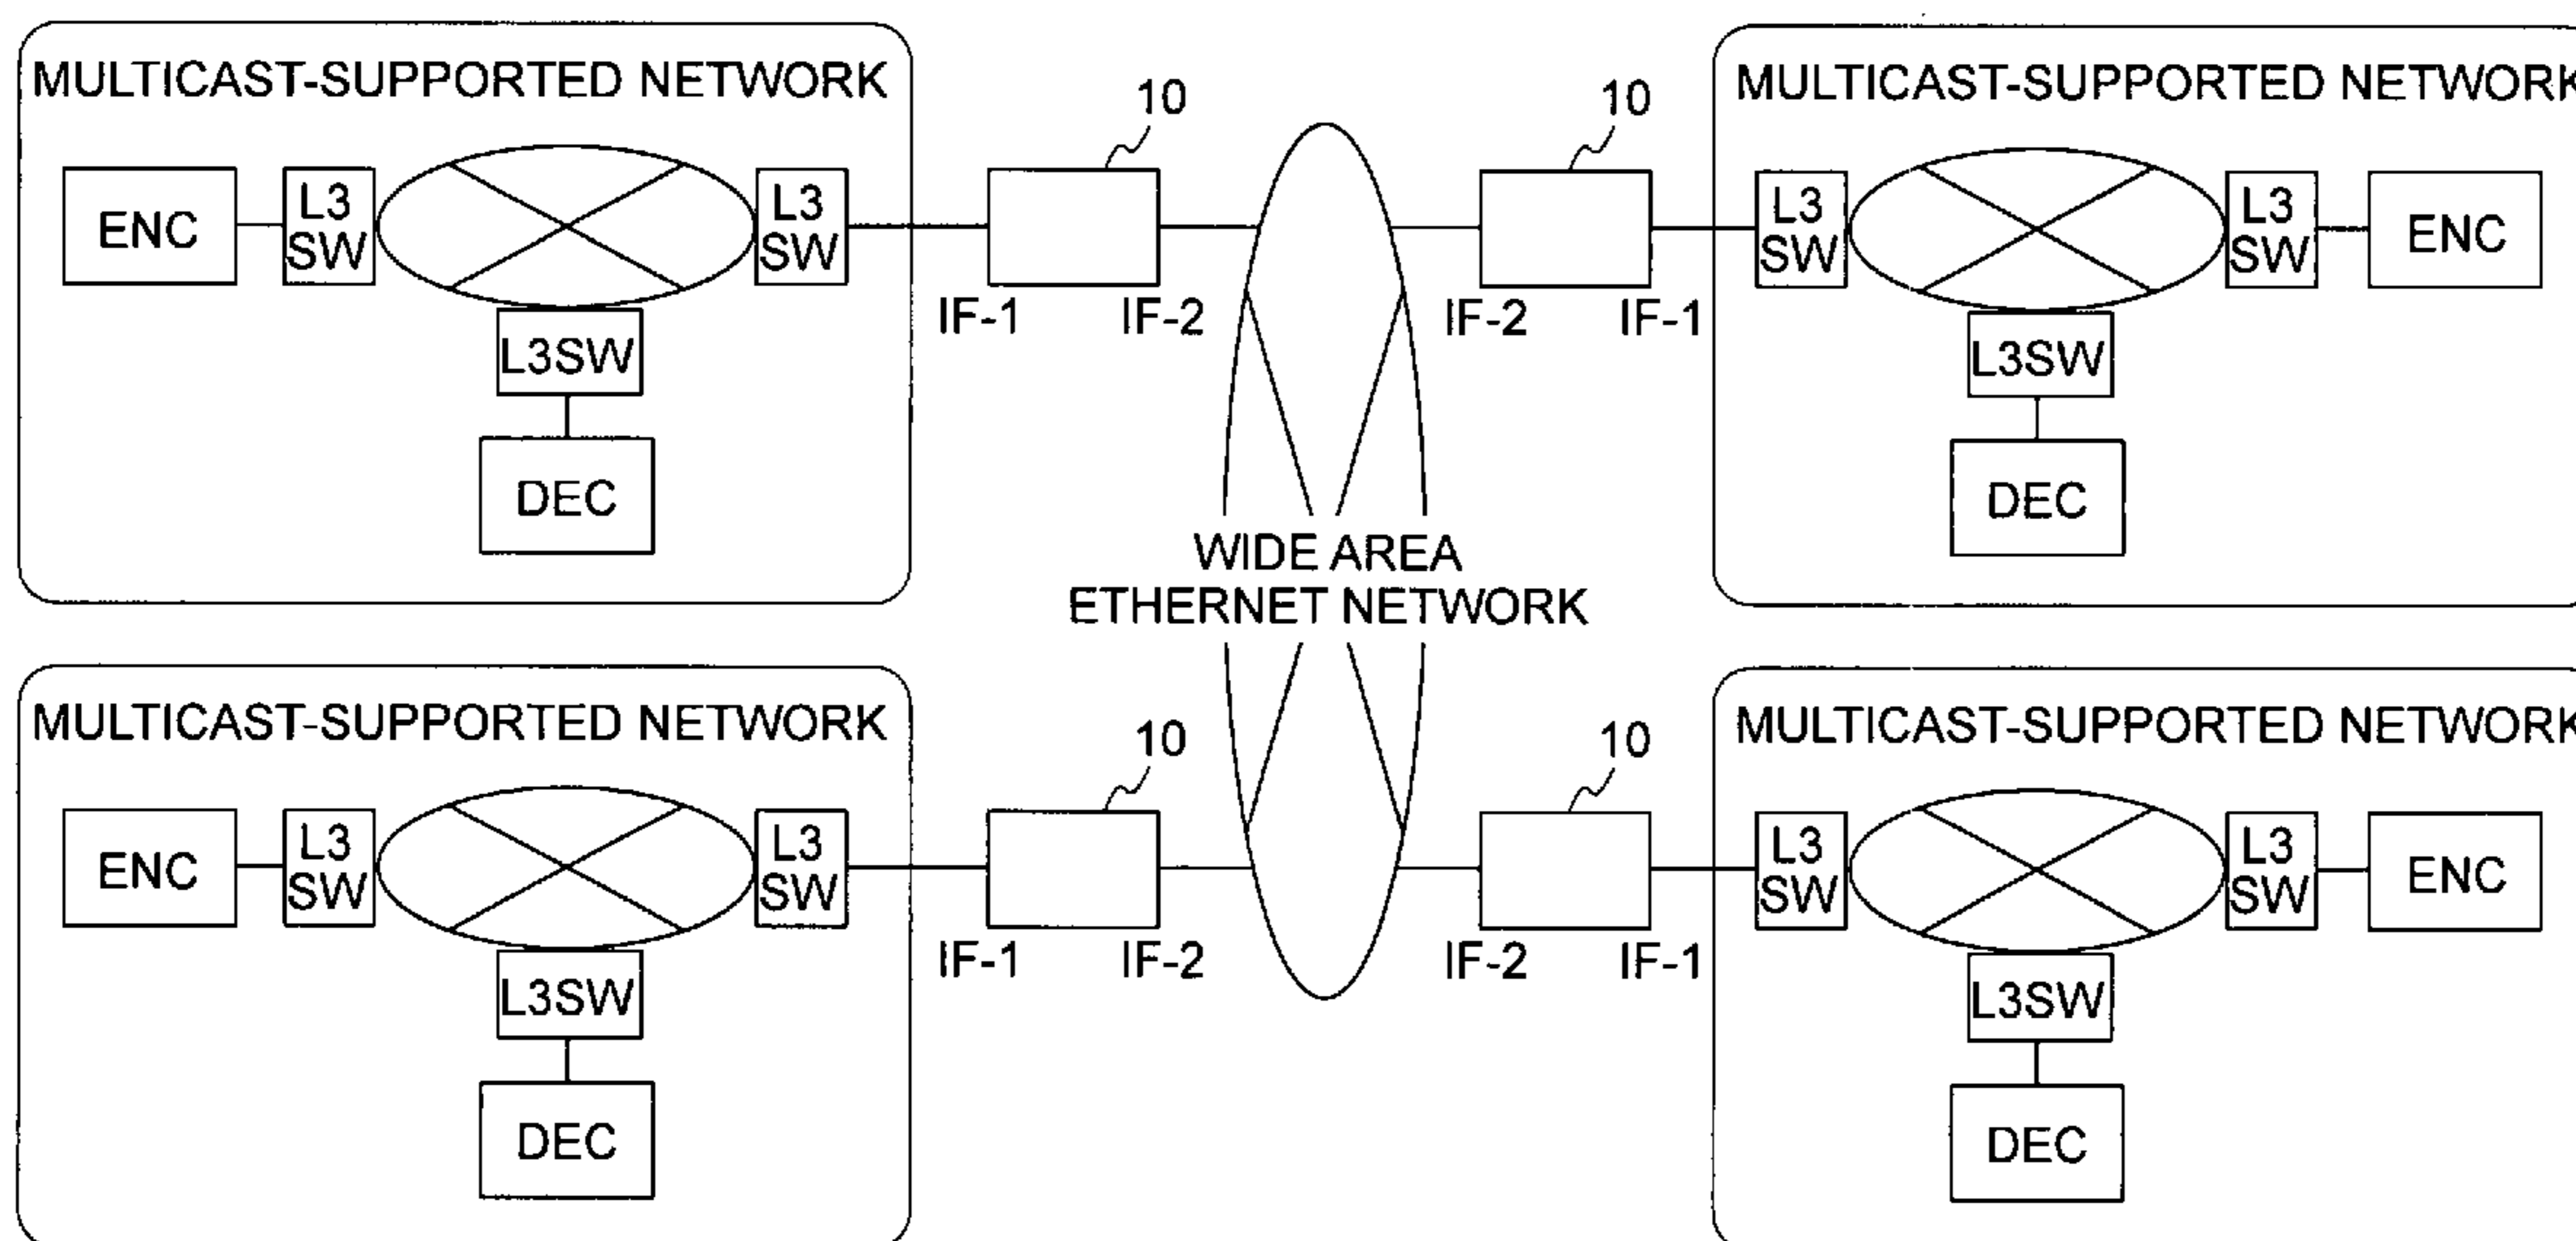 MULTICAST-SUPPORTED NETWORK
ENC
L3
SW
L3
SW
L3SW
DEC
10
IF-1
IF-2
10
IF-2
IF-1
MULTICAST-SUPPORTED NETWORK
L3
SW
L3
SW
ENC
L3SW
DEC
WIDE AREA
ETHERNET NETWORK
MULTICAST-SUPPORTED NETWORK
ENC
L3
SW
L3
SW
L3SW
DEC
10
IF-1
IF-2
10
IF-2
IF-1
MULTICAST-SUPPORTED NETWORK
L3
SW
L3
SW
ENC
L3SW
DEC